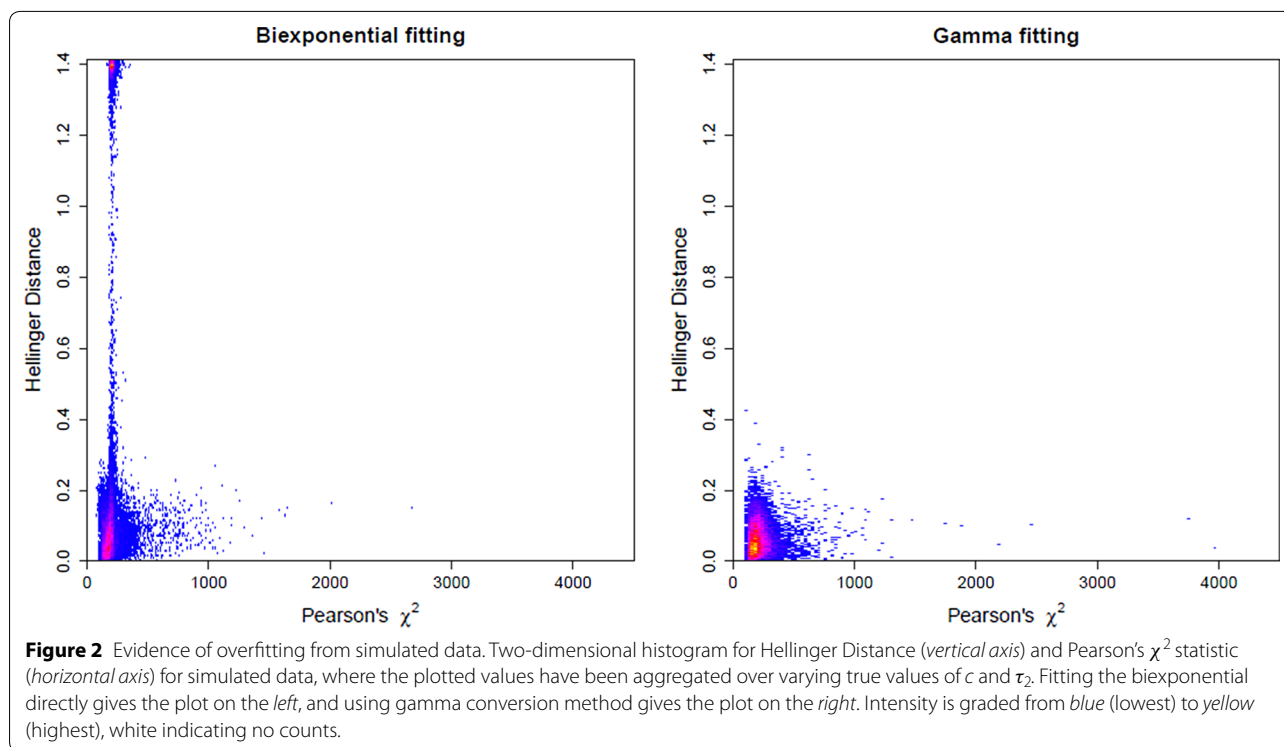 Biexponential fitting
Hellinger Distance
0.0 0.2 0.4 0.6 0.8 1.0 1.2 1.4
0 1000 2000 3000 4000
Pearson's χ²
Gamma fitting
Hellinger Distance
0.0 0.2 0.4 0.6 0.8 1.0 1.2 1.4
0 1000 2000 3000 4000
Pearson's χ²
Figure 2 Evidence of overfitting from simulated data. Two-dimensional histogram for Hellinger Distance (vertical axis) and Pearson's χ² statistic
(horizontal axis) for simulated data, where the plotted values have been aggregated over varying true values of c and τ₂. Fitting the biexponential
directly gives the plot on the left, and using gamma conversion method gives the plot on the right. Intensity is graded from blue (lowest) to yellow
(highest), white indicating no counts.